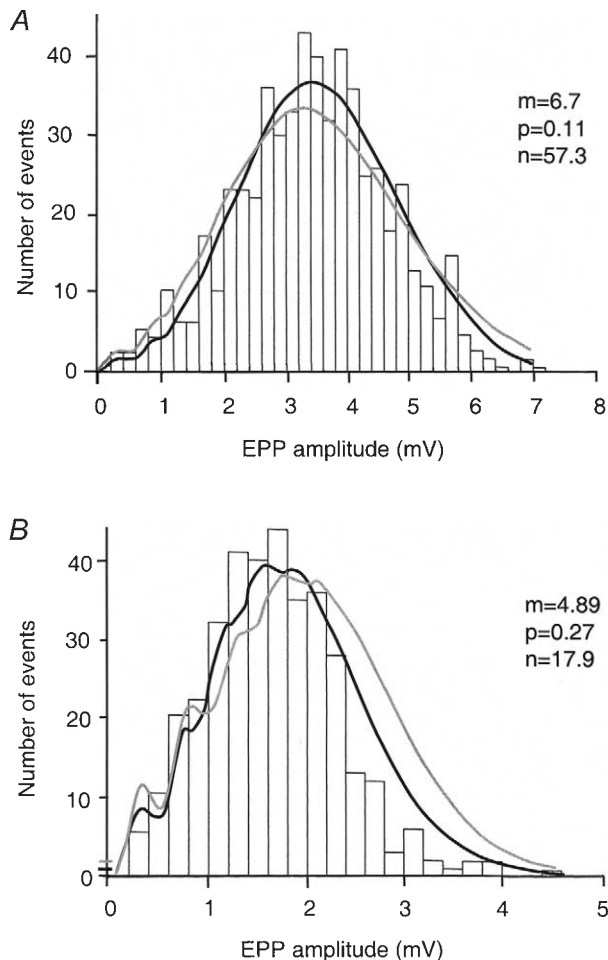 A
Number of events
40
30
20
10
0
m=6.7
p=0.11
n=57.3
0 1 2 3 4 5 6 7 8
EPP amplitude (mV)
B
Number of events
40
30
20
10
0
m=4.89
p=0.27
n=17.9
0 1 2 3 4 5
EPP amplitude (mV)